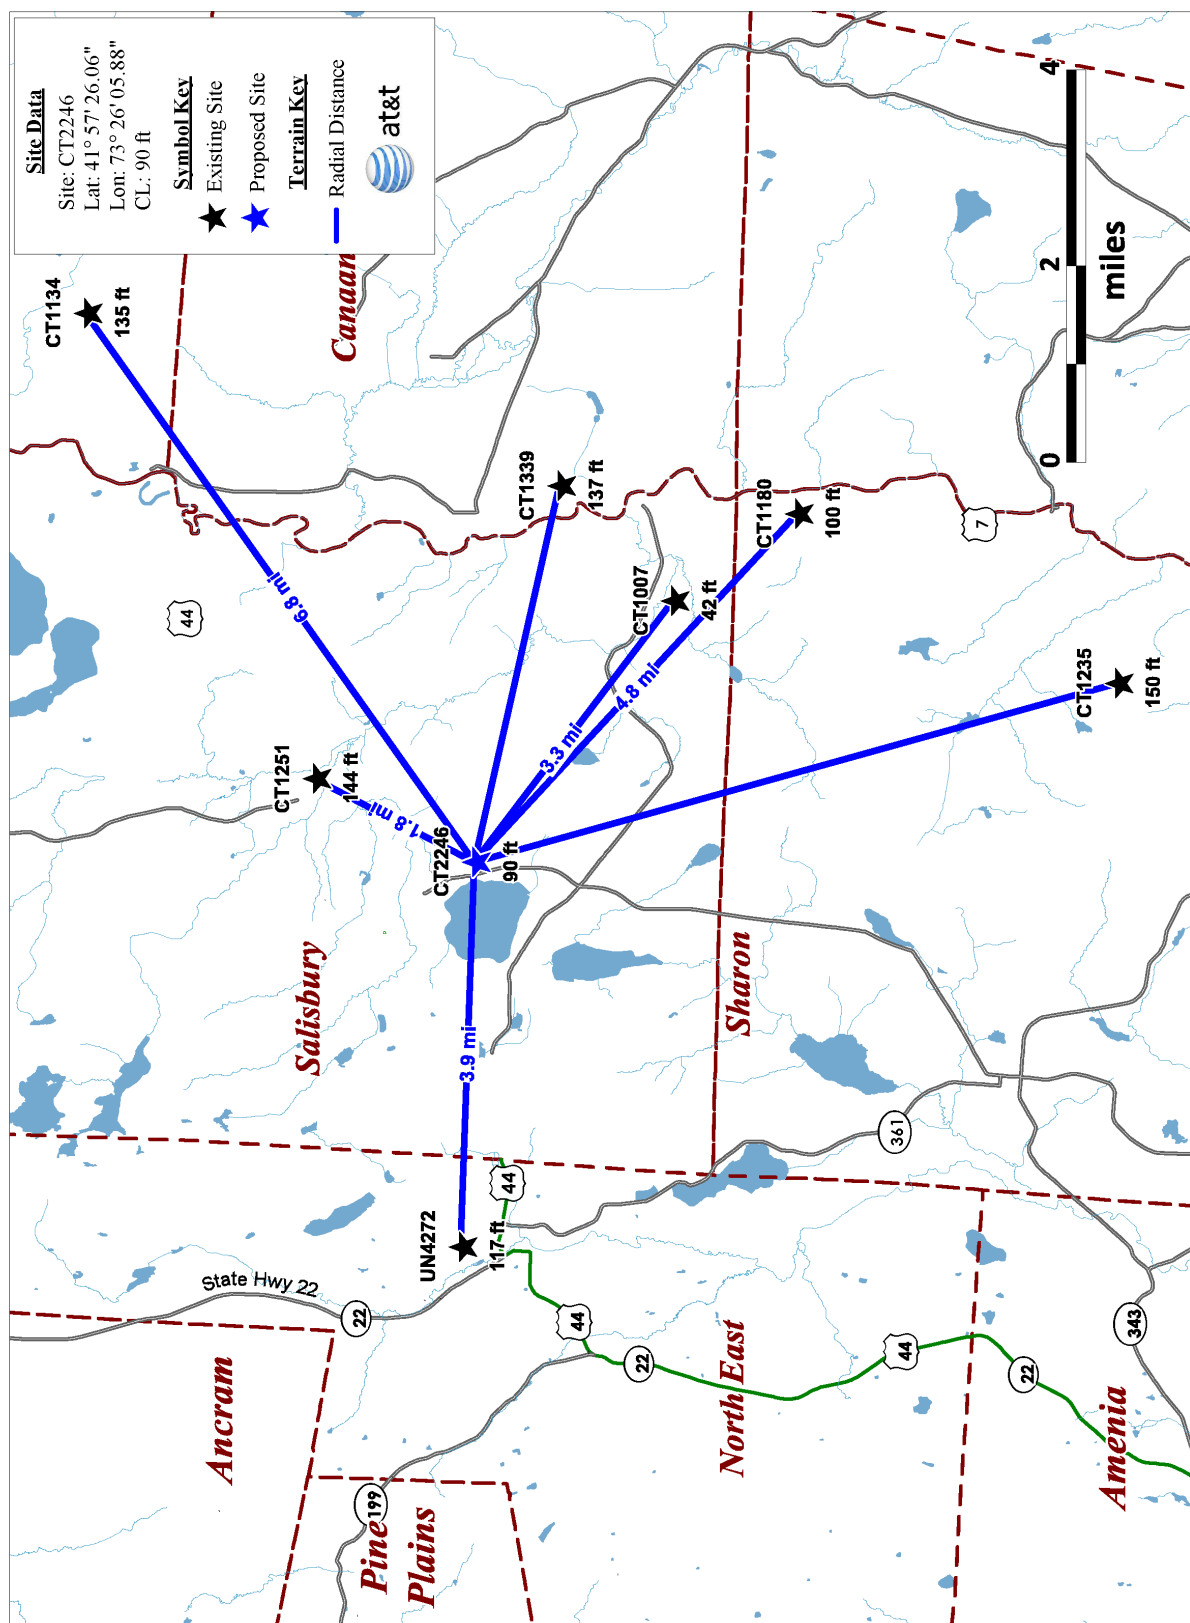 Site Data
Site: CT2246
Lat: 41° 57' 26.06"
Lon: 73° 26' 05.88"
CL: 90 ft
Symbol Key
Existing Site
Proposed Site
Terrain Key
Radial Distance
at&t
CT1134
135 ft
Canaan
6.8 mi
44
CT1339
137 ft
CT1180
100 ft
CT1007
42 ft
4.8 mi
3.3 mi
7
CT1235
150 ft
CT1251
144 ft
1.8 mi
CT2246
90 ft
Salisbury
Sharon
3.9 mi
361
UN4272
117 ft
44
State Hwy 22
22
44
22
44
22
343
Ancram
North East
Amenia
199
Pine
Plains
0
2
4
miles